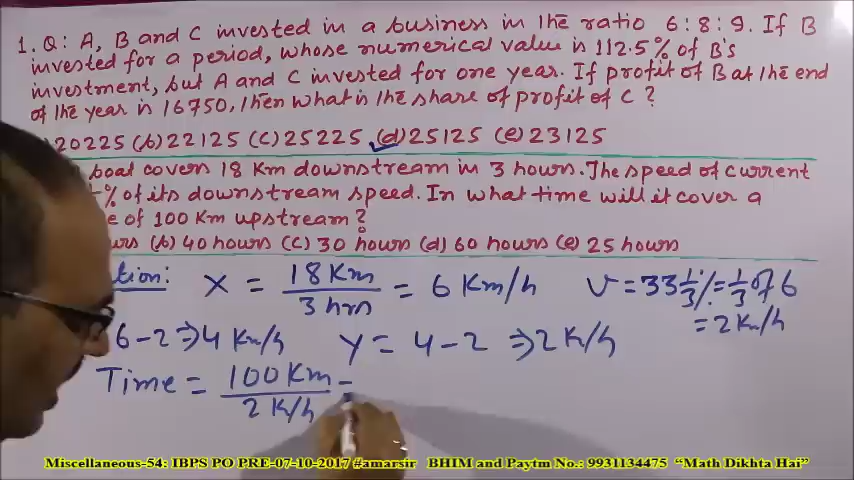 1. Q: A, B and C invested in a business in the ratio 6:8:9. If B
invested for a period, whose numerical value is 112.5% of B's
investment, but A and C invested for one year. If profit of B at the end
of the year is 16750, then what is the share of profit of C?
20225 (b) 22125 (c) 25225 (d) 25125 (e) 23125
boat covers 18 Km downstream in 3 hours. The speed of current
% of its downstream speed. In what time will it cover a
of 100 Km upstream?
(b) 40 hours (c) 30 hours (d) 60 hours (e) 25 hours
X = 18 Km / 3 hrs = 6 Km/h V = 33 1/3 % = 1/3 of 6
= 2 Km/h
6 - 2 ⇒ 4 Km/h Y = 4 - 2 ⇒ 2 K/h
Time = 100 Km / 2 K/h =
Miscellaneous-54: IBPS PO PRE-07-10-2017 #amarsir BHIM and Paytm No.: 9931134475 "Math Dikhta Hai"